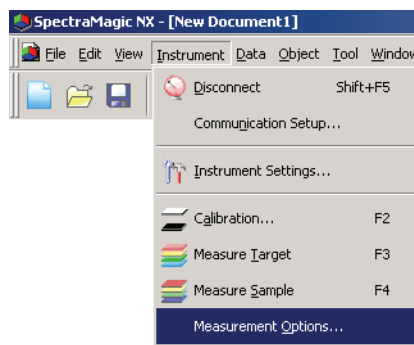 SpectraMagic NX - [New Document1]
File Edit View Instrument Data Object Tool Window
Disconnect Shift+F5
Communication Setup...
Instrument Settings...
Calibration... F2
Measure Target F3
Measure Sample F4
Measurement Options...